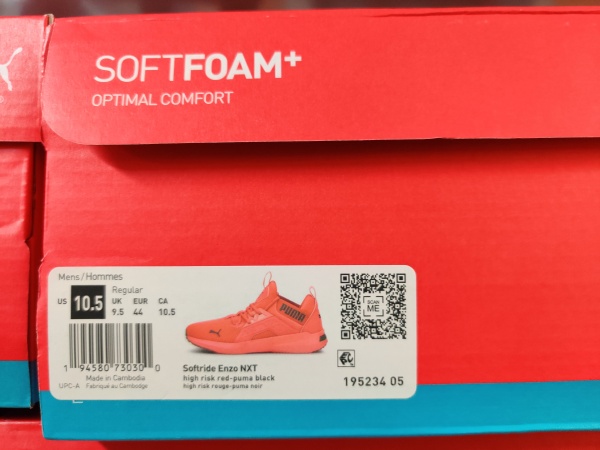 SOFTFOAM+
OPTIMAL COMFORT
Mens/Hommes
Regular
US 10.5 UK 9.5 EUR 44 CA 10.5
PUMA
SCAN ME
1 94580 73030 0
UPC-A
Made in Cambodia
Fabriqué au Cambodge
Softride Enzo NXT
high risk red-puma black
high risk rouge-puma noir
195234 05